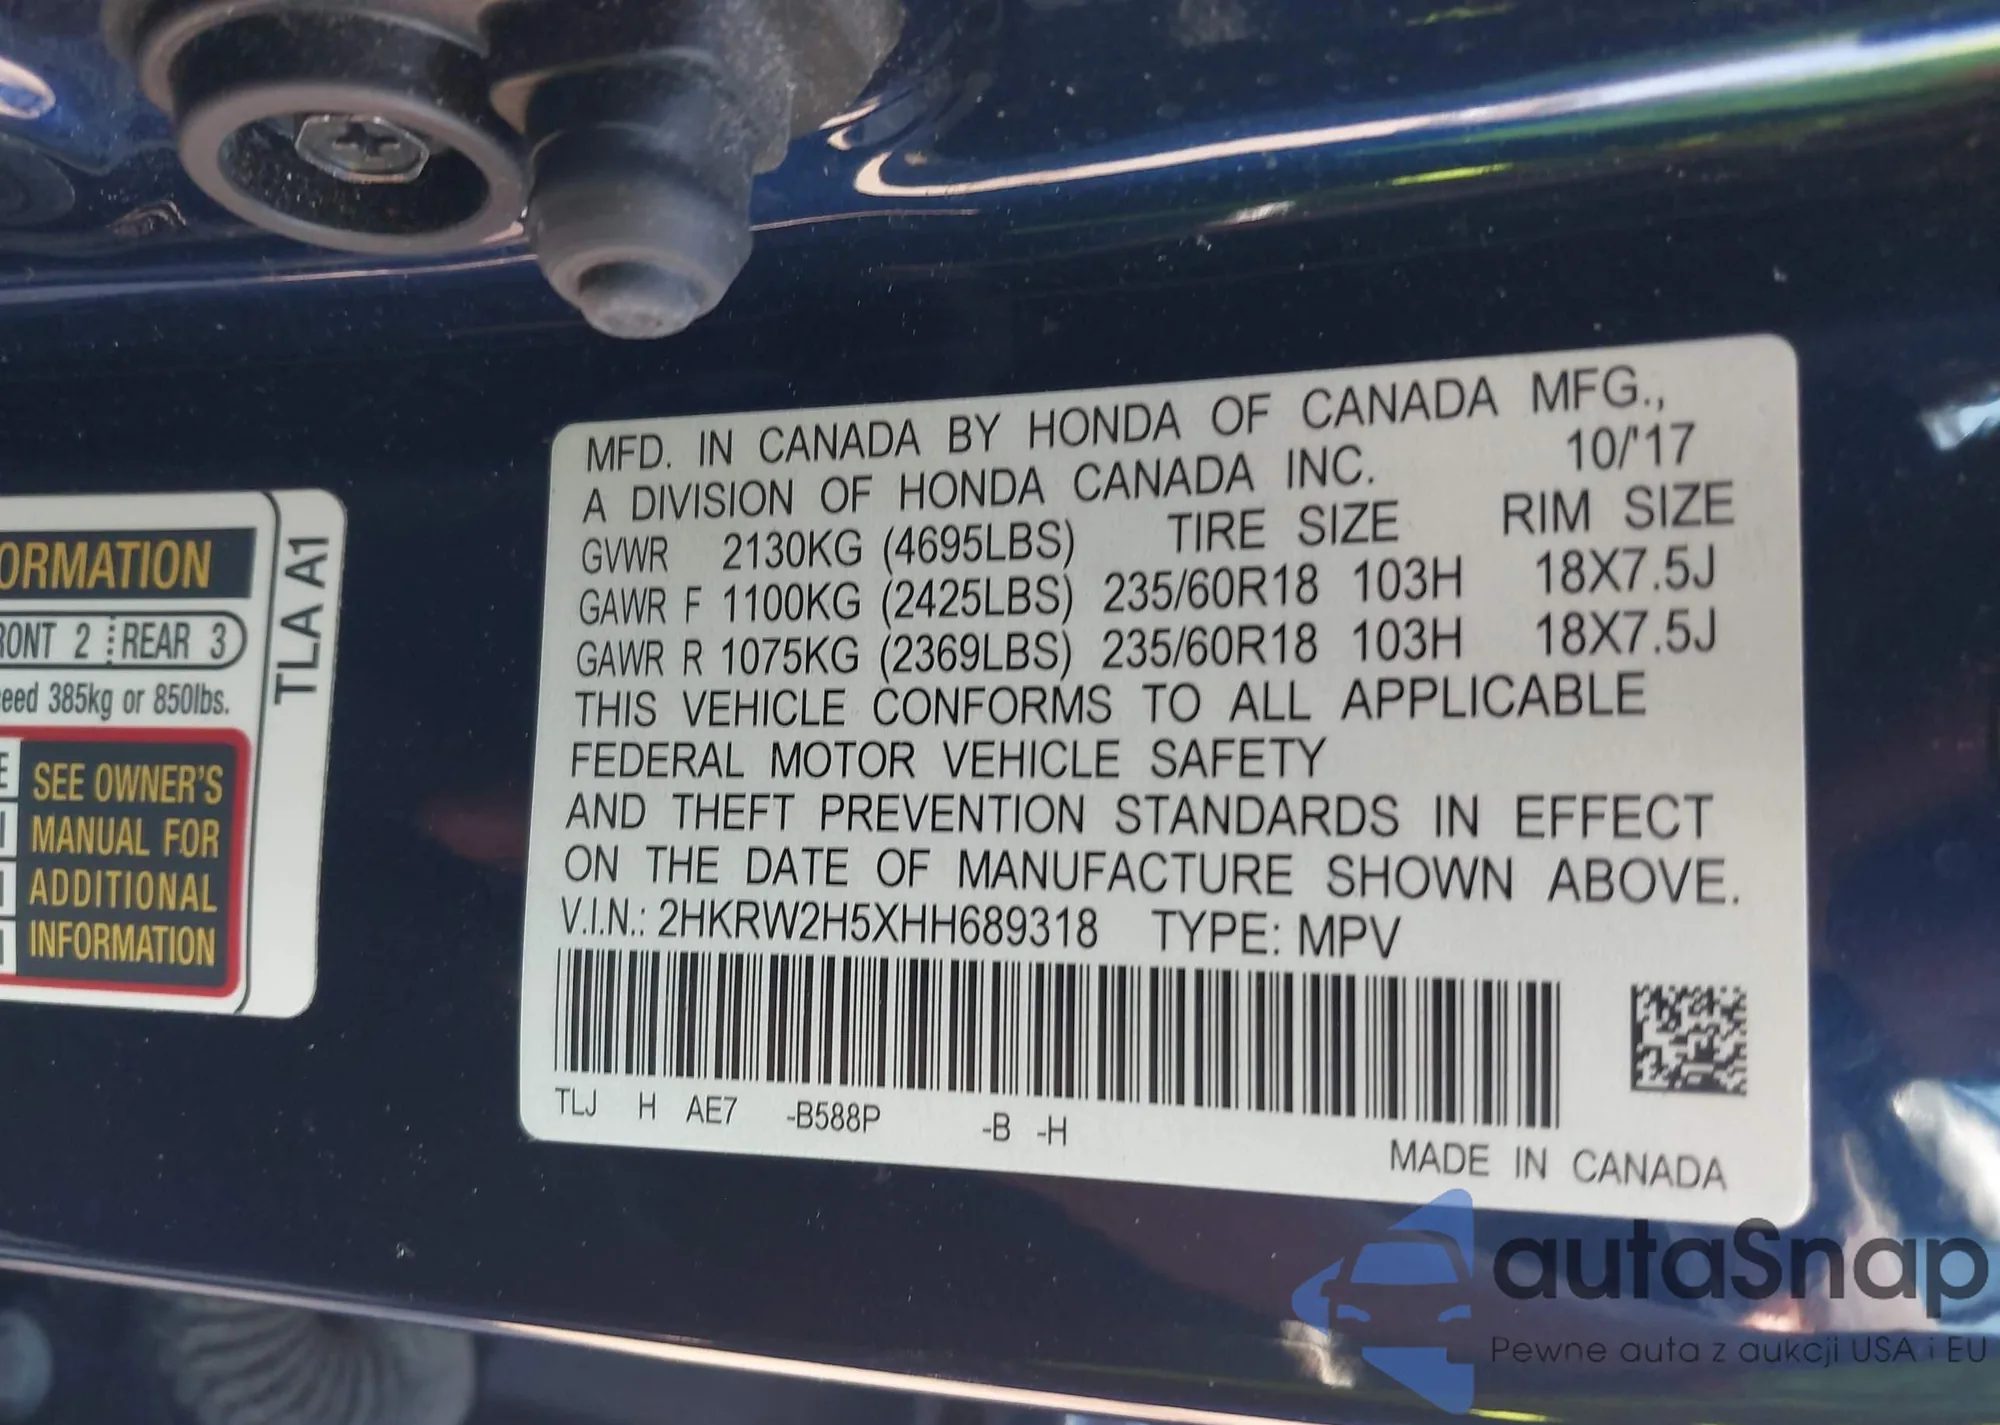 MFD. IN CANADA BY HONDA OF CANADA MFG.,
A DIVISION OF HONDA CANADA INC. 10/'17
GVWR 2130KG (4695LBS) TIRE SIZE RIM SIZE
GAWR F 1100KG (2425LBS) 235/60R18 103H 18X7.5J
GAWR R 1075KG (2369LBS) 235/60R18 103H 18X7.5J
THIS VEHICLE CONFORMS TO ALL APPLICABLE
FEDERAL MOTOR VEHICLE SAFETY
AND THEFT PREVENTION STANDARDS IN EFFECT
ON THE DATE OF MANUFACTURE SHOWN ABOVE.
V.I.N.: 2HKRW2H5XHH689318 TYPE: MPV
TLJ H AE7 -B588P -B -H
MADE IN CANADA
ORMATION
RONT 2 REAR 3
eed 385kg or 850lbs.
SEE OWNER'S
MANUAL FOR
ADDITIONAL
INFORMATION
TLA A1
autaSnap
Pewne auta z aukcji USA i EU